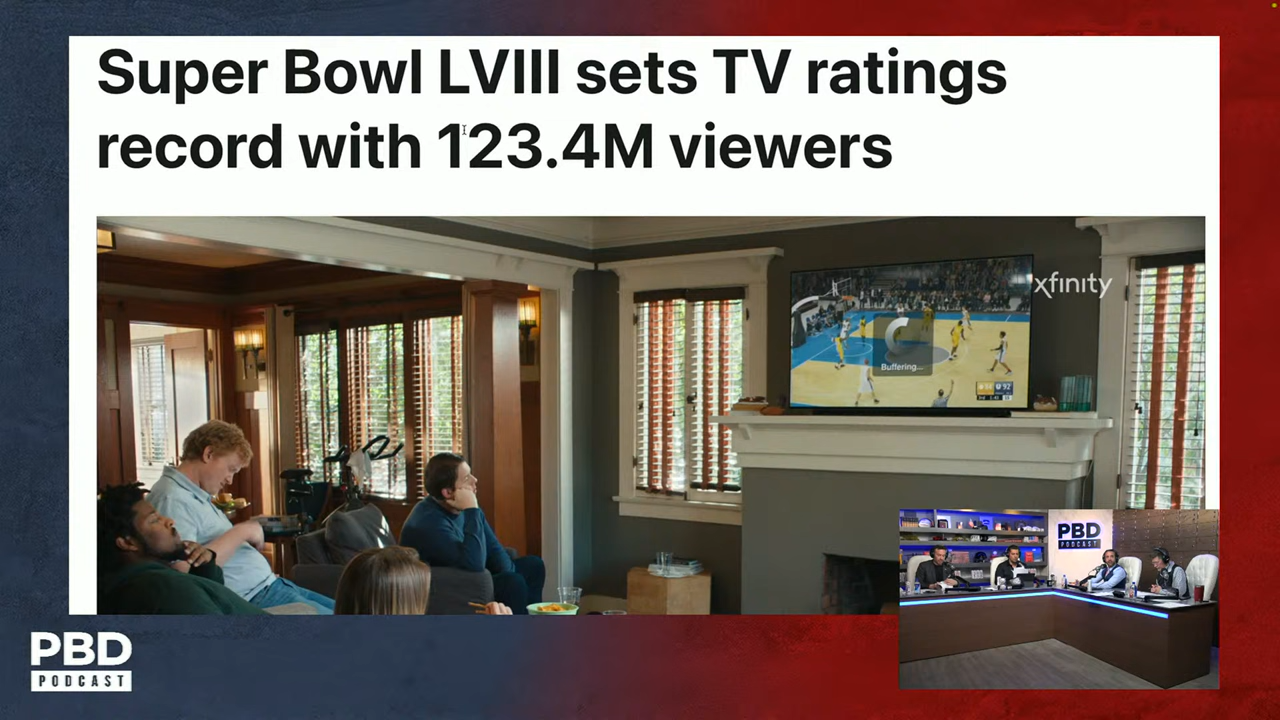 Super Bowl LVIII sets TV ratings
record with 123.4M viewers
xfinity
Buffering...
PBD
PODCAST
PBD
PODCAST